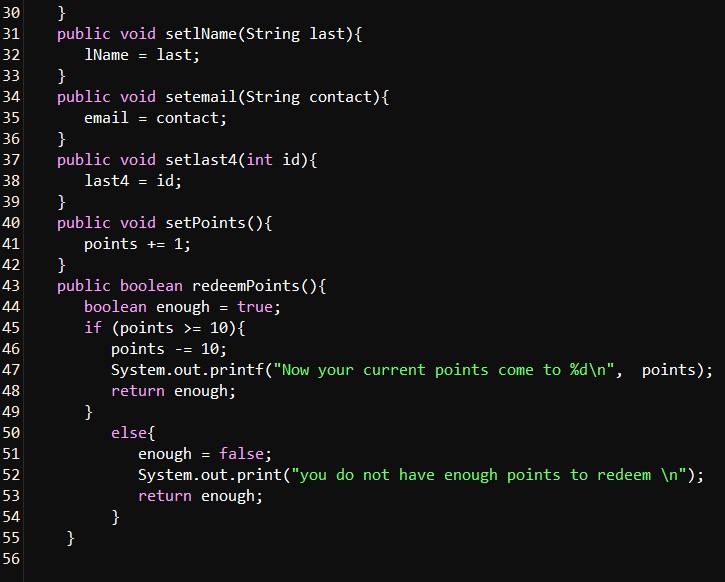 30    }
31    public void setlName(String last){
32       lName = last;
33    }
34    public void setemail(String contact){
35       email = contact;
36    }
37    public void setlast4(int id){
38       last4 = id;
39    }
40    public void setPoints(){
41       points += 1;
42    }
43    public boolean redeemPoints(){
44       boolean enough = true;
45       if (points >= 10){
46          points -= 10;
47          System.out.printf("Now your current points come to %d\n",  points);
48          return enough;
49       }
50          else{
51             enough = false;
52             System.out.print("you do not have enough points to redeem \n");
53             return enough;
54          }
55     }
56